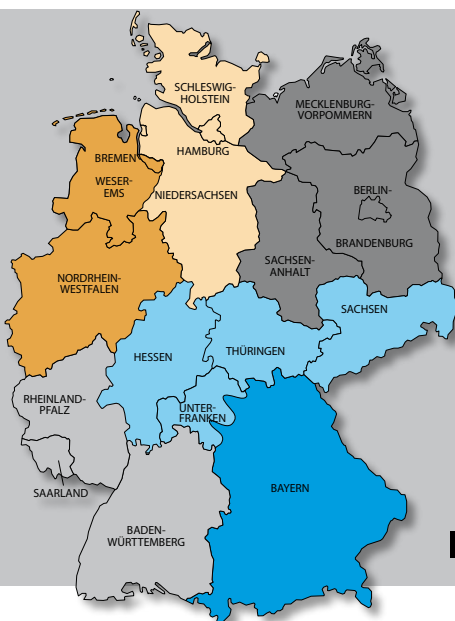 SCHLESWIG-
HOLSTEIN
MECKLENBURG-
VORPOMMERN
HAMBURG
BREMEN
WESER-
EMS
NIEDERSACHSEN
BERLIN-
BRANDENBURG
SACHSEN-
ANHALT
NORDRHEIN-
WESTFALEN
SACHSEN
HESSEN
THÜRINGEN
RHEINLAND-
PFALZ
UNTER-
FRANKEN
SAARLAND
BAYERN
BADEN-
WÜRTTEMBERG